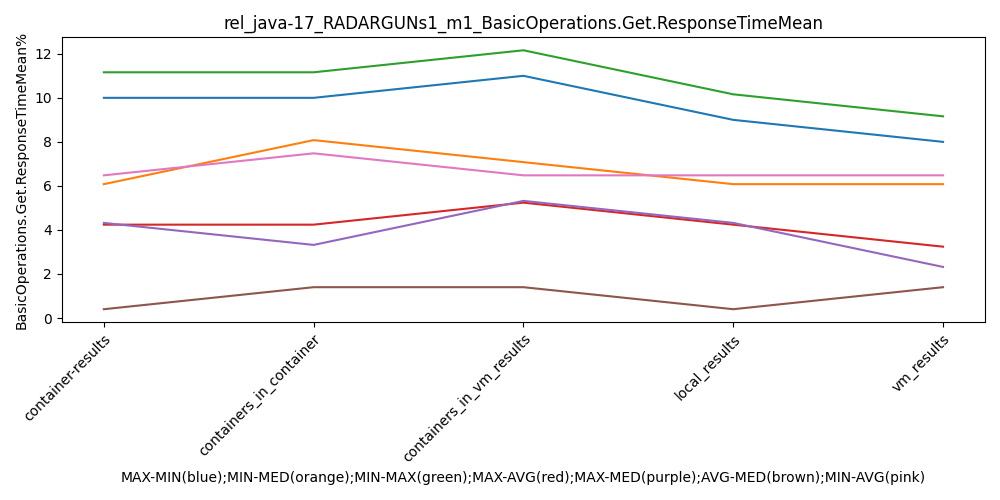 rel_java-17_RADARGUNs1_m1_BasicOperations.Get.ResponseTimeMean
BasicOperations.Get.ResponseTimeMean%
12
10
8
6
4
2
0
container-results
containers_in_container
containers_in_vm_results
local_results
vm_results
MAX-MIN(blue);MIN-MED(orange);MIN-MAX(green);MAX-AVG(red);MAX-MED(purple);AVG-MED(brown);MIN-AVG(pink)